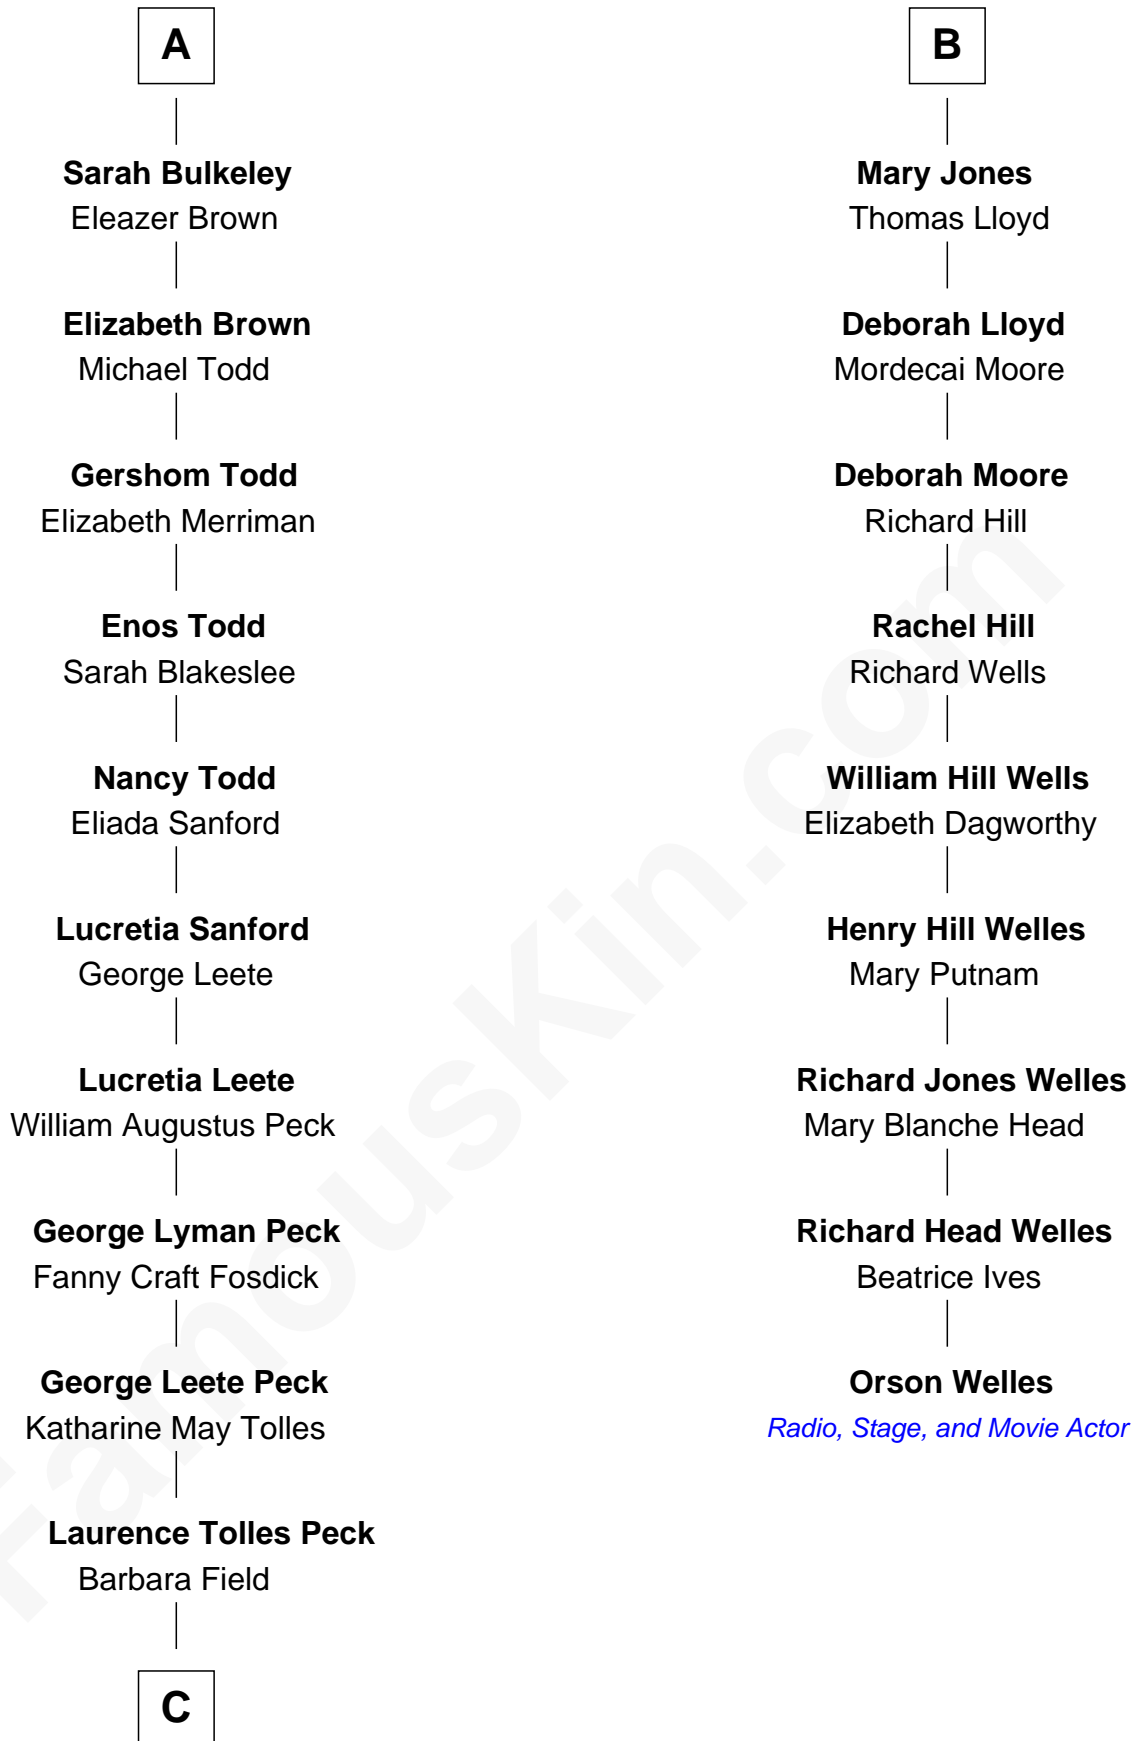 A
Sarah Bulkeley
Eleazer Brown
Elizabeth Brown
Michael Todd
Gershom Todd
Elizabeth Merriman
Enos Todd
Sarah Blakeslee
Nancy Todd
Eliada Sanford
Lucretia Sanford
George Leete
Lucretia Leete
William Augustus Peck
George Lyman Peck
Fanny Craft Fosdick
George Leete Peck
Katharine May Tolles
Laurence Tolles Peck
Barbara Field
C
B
Mary Jones
Thomas Lloyd
Deborah Lloyd
Mordecai Moore
Deborah Moore
Richard Hill
Rachel Hill
Richard Wells
William Hill Wells
Elizabeth Dagworthy
Henry Hill Welles
Mary Putnam
Richard Jones Welles
Mary Blanche Head
Richard Head Welles
Beatrice Ives
Orson Welles
Radio, Stage, and Movie Actor
FamousKin.com